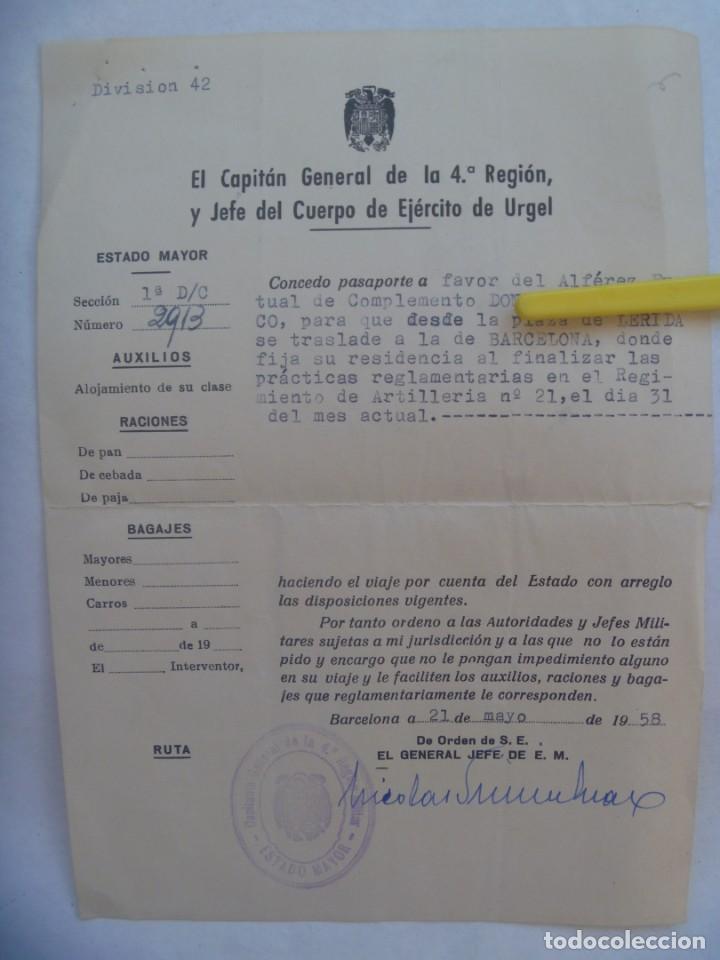 Division 42
El Capitán General de la 4.ª Región,
y Jefe del Cuerpo de Ejército de Urgel
ESTADO MAYOR
Sección 1ª D/C
Número 2913
AUXILIOS
Alojamiento de su clase
RACIONES
De pan
De cebada
De paja
BAGAJES
Mayores
Menores
Carros
a
de de 19
El Interventor,
RUTA
Concedo pasaporte a favor del Alférez
tual de Complemento DON
CO, para que desde la plaza de LERIDA
se traslade a la de BARCELONA, donde
fija su residencia al finalizar las
prácticas reglamentarias en el Regi-
miento de Artilleria nº 21, el dia 31
del mes actual.--------------------------
haciendo el viaje por cuenta del Estado con arreglo
las disposiciones vigentes.
Por tanto ordeno a las Autoridades y Jefes Mili-
tares sujetas a mi jurisdicción y a las que no lo están
pido y encargo que no le pongan impedimento alguno
en su viaje y le faciliten los auxilios, raciones y baga-
jes que reglamentariamente le corresponden.
Barcelona a 21 de mayo de 1958.
De Orden de S. E.
EL GENERAL JEFE DE E. M.
Capitanía General de la 4.ª Región Militar
- ESTADO MAYOR -
todocoleccion